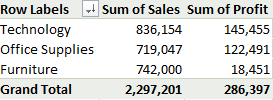 Row Labels Sum of Sales Sum of Profit
Technology 836,154 145,455
Office Supplies 719,047 122,491
Furniture 742,000 18,451
Grand Total 2,297,201 286,397